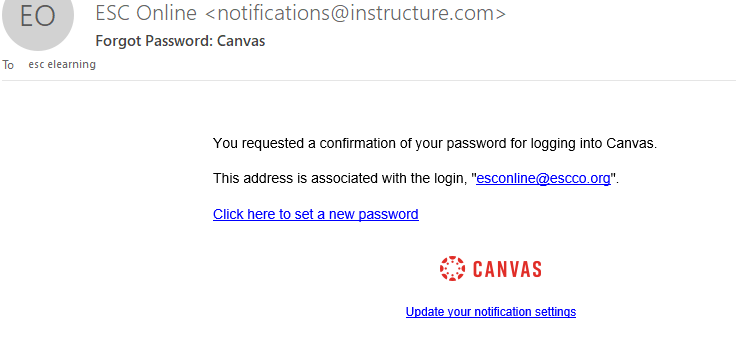 EO
ESC Online <notifications@instructure.com>
Forgot Password: Canvas
To esc elearning
You requested a confirmation of your password for logging into Canvas.
This address is associated with the login, "esconline@escco.org".
Click here to set a new password
CANVAS
Update your notification settings